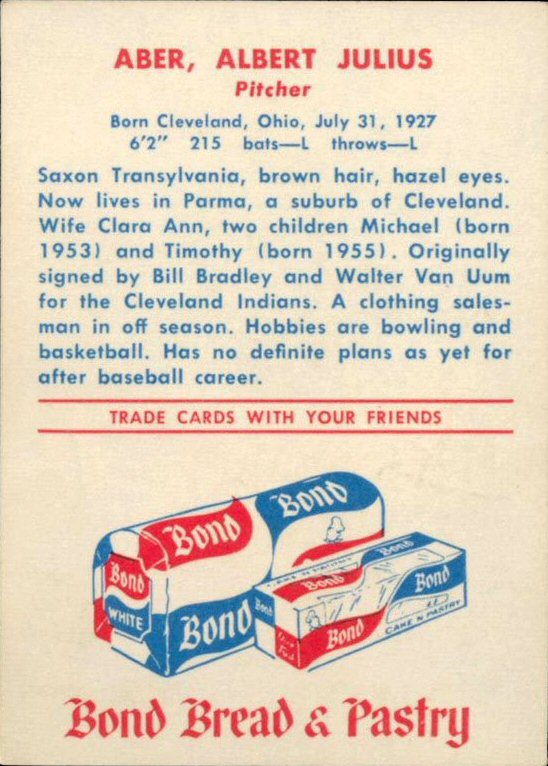 ABER, ALBERT JULIUS
Pitcher
Born Cleveland, Ohio, July 31, 1927
6'2" 215 bats—L throws—L
Saxon Transylvania, brown hair, hazel eyes.
Now lives in Parma, a suburb of Cleveland.
Wife Clara Ann, two children Michael (born
1953) and Timothy (born 1955). Originally
signed by Bill Bradley and Walter Van Uum
for the Cleveland Indians. A clothing sales-
man in off season. Hobbies are bowling and
basketball. Has no definite plans as yet for
after baseball career.
TRADE CARDS WITH YOUR FRIENDS
Bond
Bond
Bond
WHITE
Bond
CAKE N PASTRY
Bond
Bond
Bond
Bond
CAKE N PASTRY
Bond Bread & Pastry